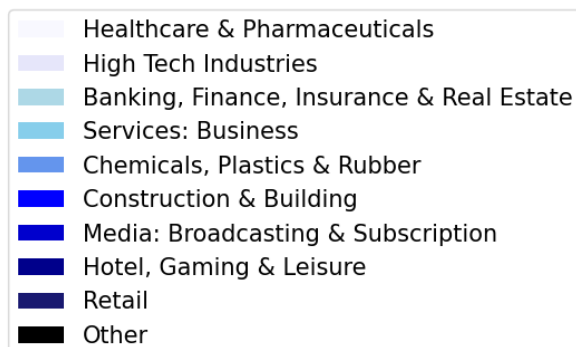 Healthcare & Pharmaceuticals
High Tech Industries
Banking, Finance, Insurance & Real Estate
Services: Business
Chemicals, Plastics & Rubber
Construction & Building
Media: Broadcasting & Subscription
Hotel, Gaming & Leisure
Retail
Other